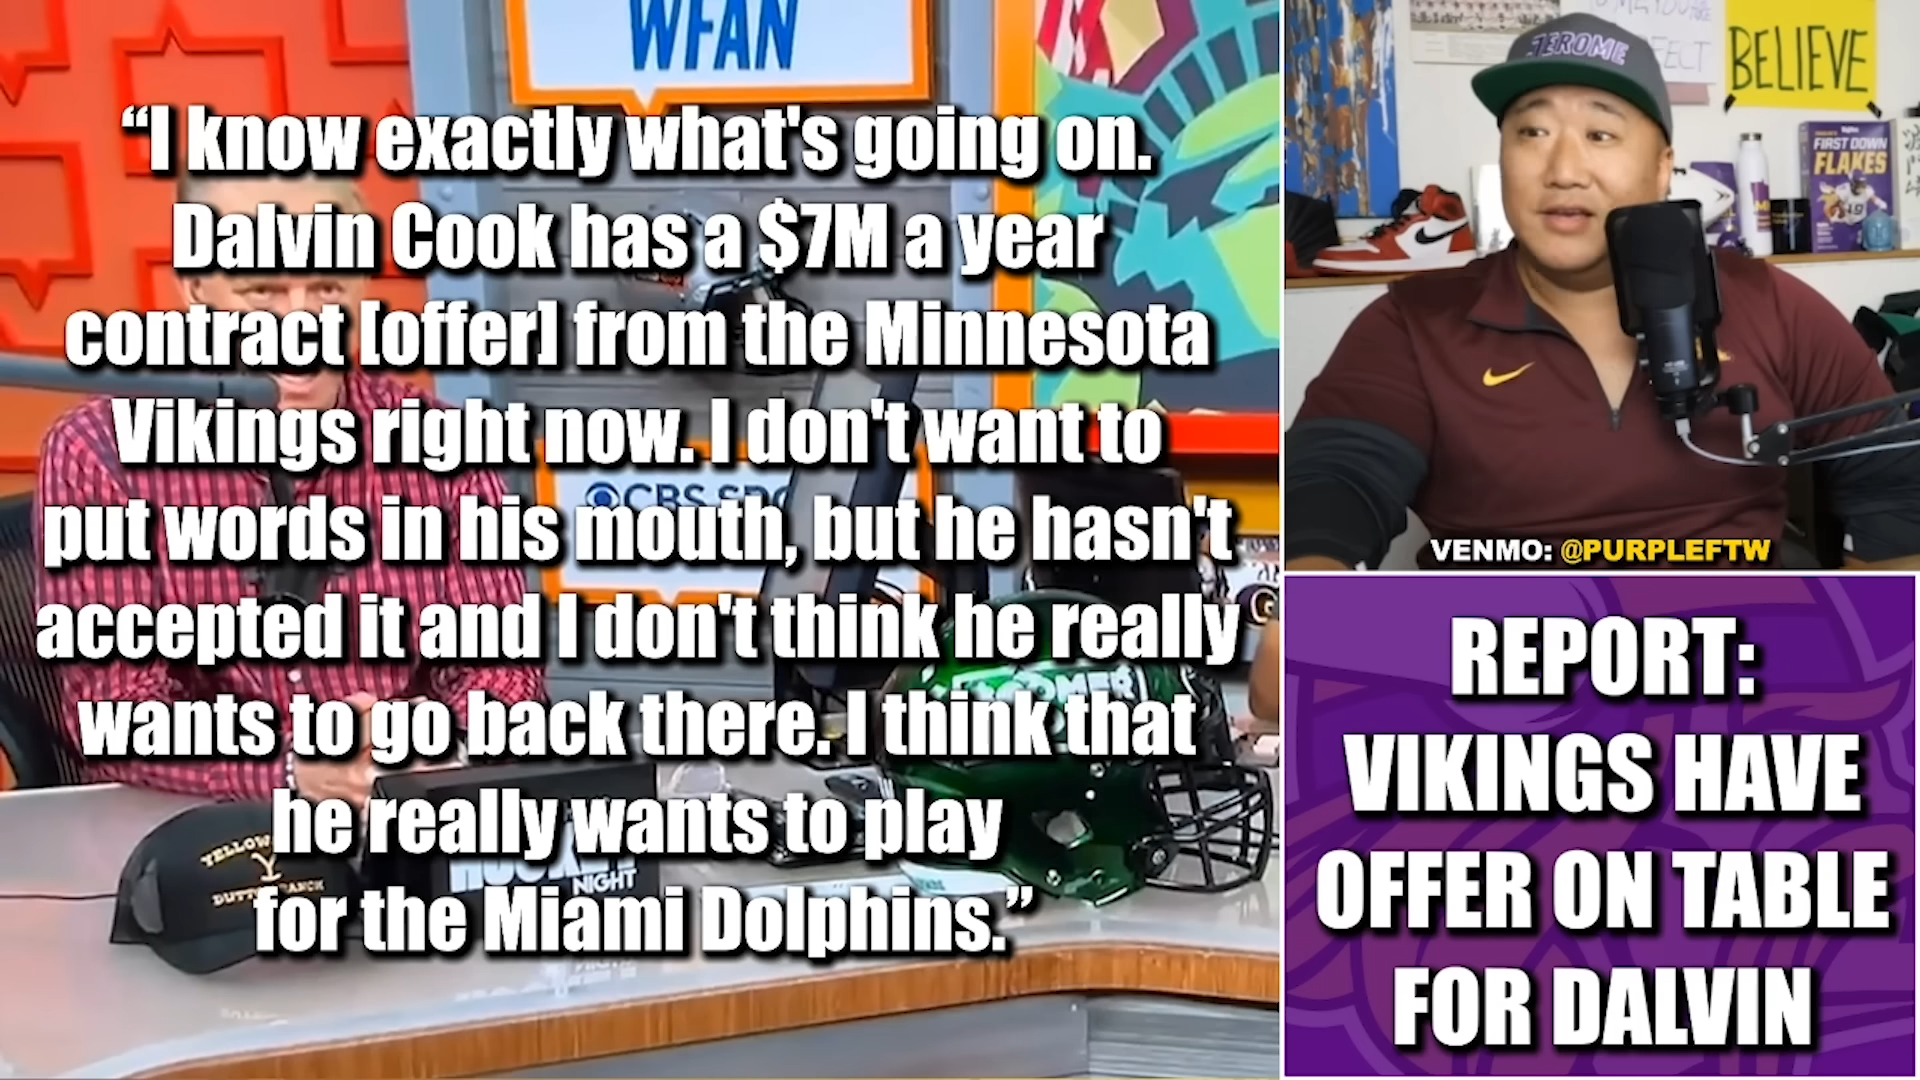 WFAN
“I know exactly what's going on.
Dalvin Cook has a $7M a year
contract [offer] from the Minnesota
Vikings right now. I don't want to
put words in his mouth, but he hasn't
accepted it and I don't think he really
wants to go back there. I think that
he really wants to play
for the Miami Dolphins.”
CBS
NIGHT
JEROME
BELIEVE
FIRST DOWN
FLAKES
VENMO: @PURPLEFTW
REPORT:
VIKINGS HAVE
OFFER ON TABLE
FOR DALVIN